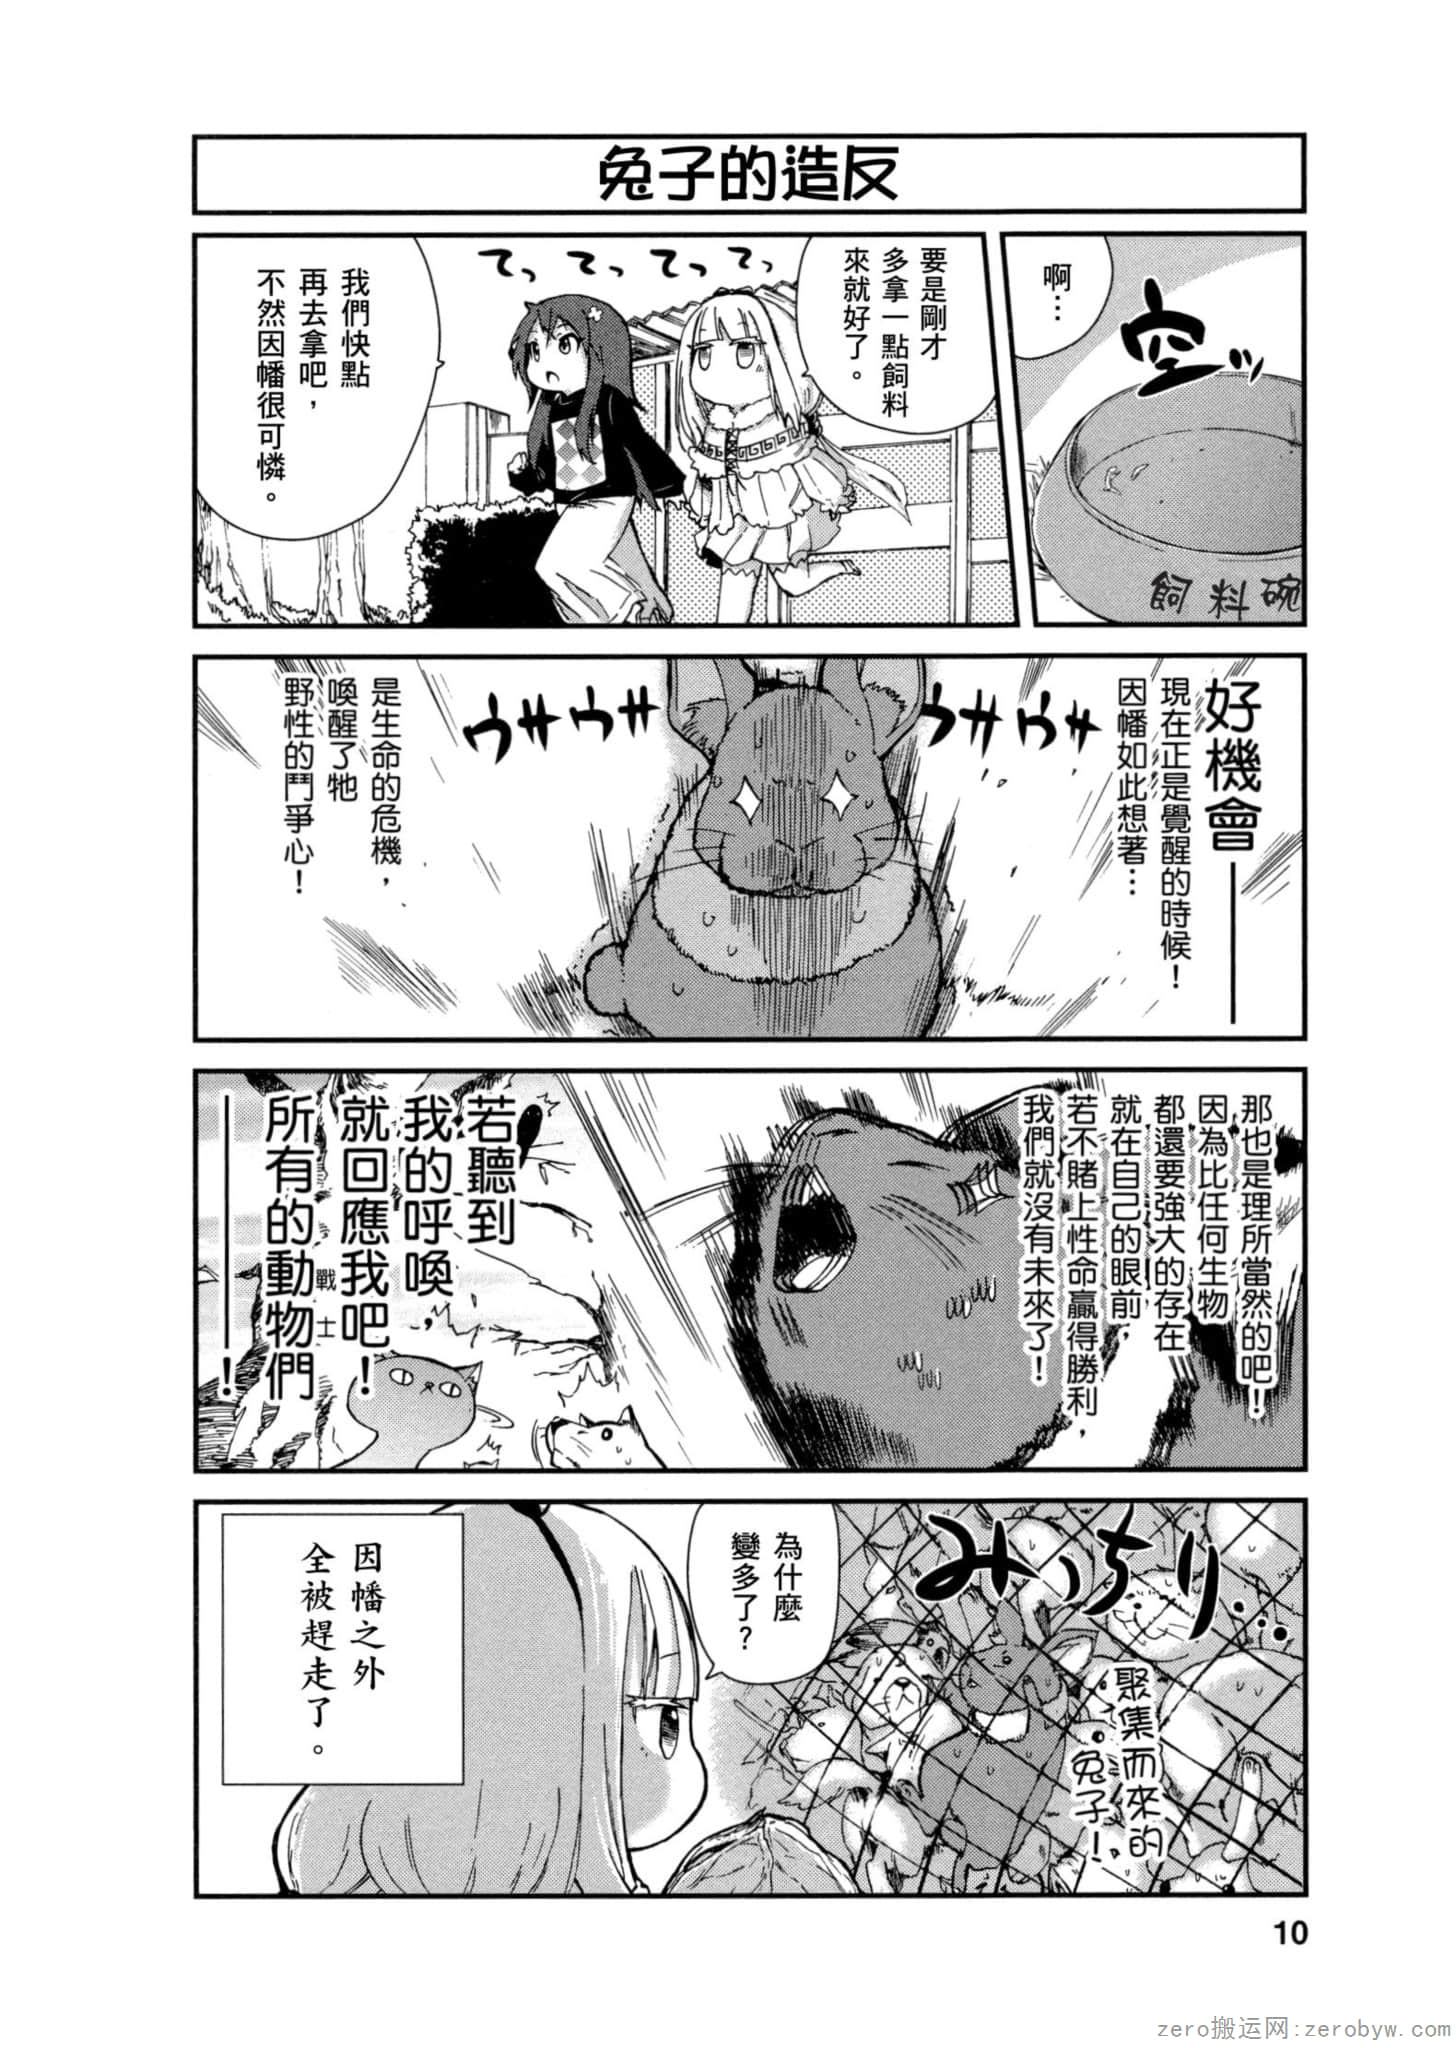 兔子的造反
啊…
空ッ
飼料碗
要是剛才
多拿一點飼料
來就好了。
てってってってっ
我們快點
再去拿吧，
不然因幡很可憐。
好機會——
現在正是覺醒的時候！
因幡如此想著…
ウサウサ
ウサウサ
是生命的危機，
喚醒了牠
野性的鬥爭心！
那也是理所當然的吧！
因為比任何生物
都還要強大的存在
就在自己的眼前，
若不賭上性命贏得勝利，
我們就沒有未來了！
若聽到
我的呼喚，
就回應我吧！
戰士
所有的動物們
——！
みっちり…
聚集而來的
兔子！
為什麼
變多了？
因幡之外
全被趕走了。
10
zero搬运网:zerobyw.com